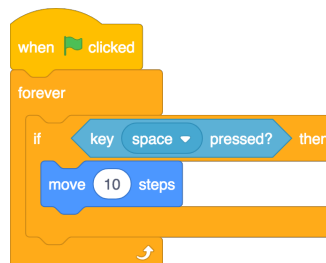 when clicked
forever
if key space pressed? then
move 10 steps